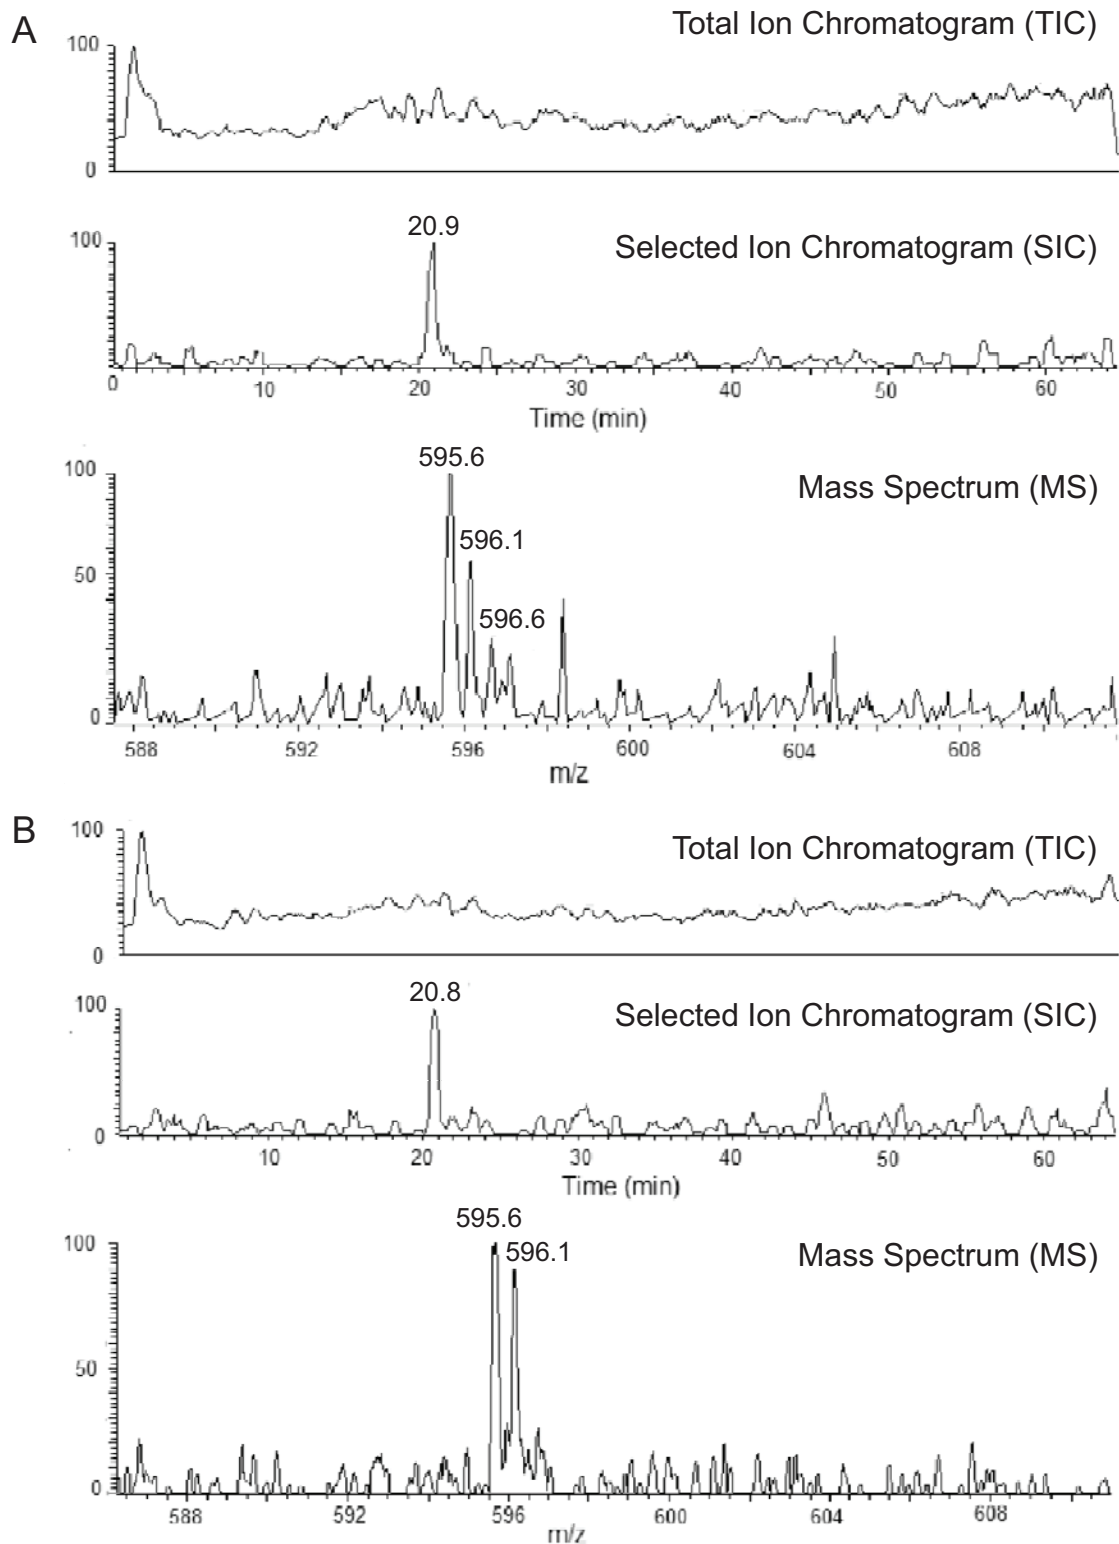 A
Total Ion Chromatogram (TIC)
100
0
20.9
100
Selected Ion Chromatogram (SIC)
0 10 20 30 40 50 60
Time (min)
595.6
100
Mass Spectrum (MS)
596.1
50
596.6
0
588 592 596 600 604 608
m/z
B
100
Total Ion Chromatogram (TIC)
0
20.8
100
Selected Ion Chromatogram (SIC)
0
10 20 30 40 50 60
Time (min)
595.6
100
596.1
Mass Spectrum (MS)
50
0
588 592 596 600 604 608
m/z